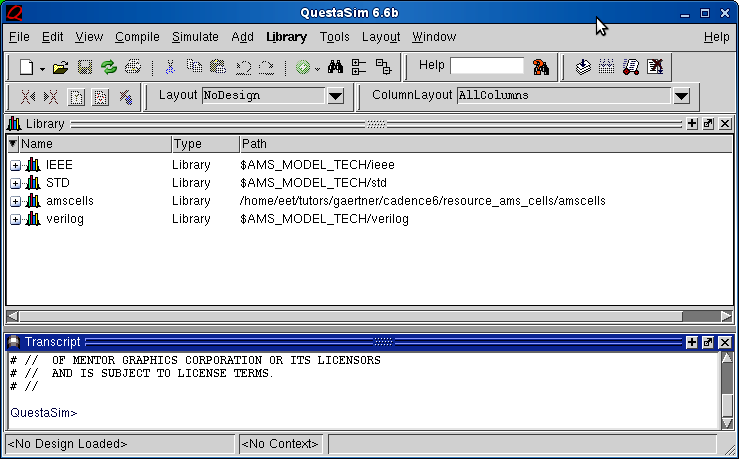 QuestaSim 6.6b
File Edit View Compile Simulate Add Library Tools Layout Window Help
Help
Layout NoDesign ColumnLayout AllColumns
Library
Name Type Path
IEEE Library $AMS_MODEL_TECH/ieee
STD Library $AMS_MODEL_TECH/std
amscells Library /home/eet/tutors/gaertner/cadence6/resource_ams_cells/amscells
verilog Library $AMS_MODEL_TECH/verilog
Transcript
# // OF MENTOR GRAPHICS CORPORATION OR ITS LICENSORS
# // AND IS SUBJECT TO LICENSE TERMS.
# //
QuestaSim>
<No Design Loaded> <No Context>